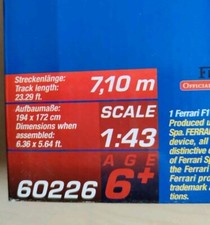 Streckenlänge:
Track length:
23.29 ft.
7,10 m
Aufbaumaße:
194 x 172 cm
Dimensions when
assembled:
6.36 x 5.64 ft.
SCALE
1:43
AGE
6+
60226
OFFICIAL
1 Ferrari F1
Produced u
Spa. FERRAR
device, all
distinctive
of Ferrari S
the Ferrari
Ferrari pro
trademark
tions.